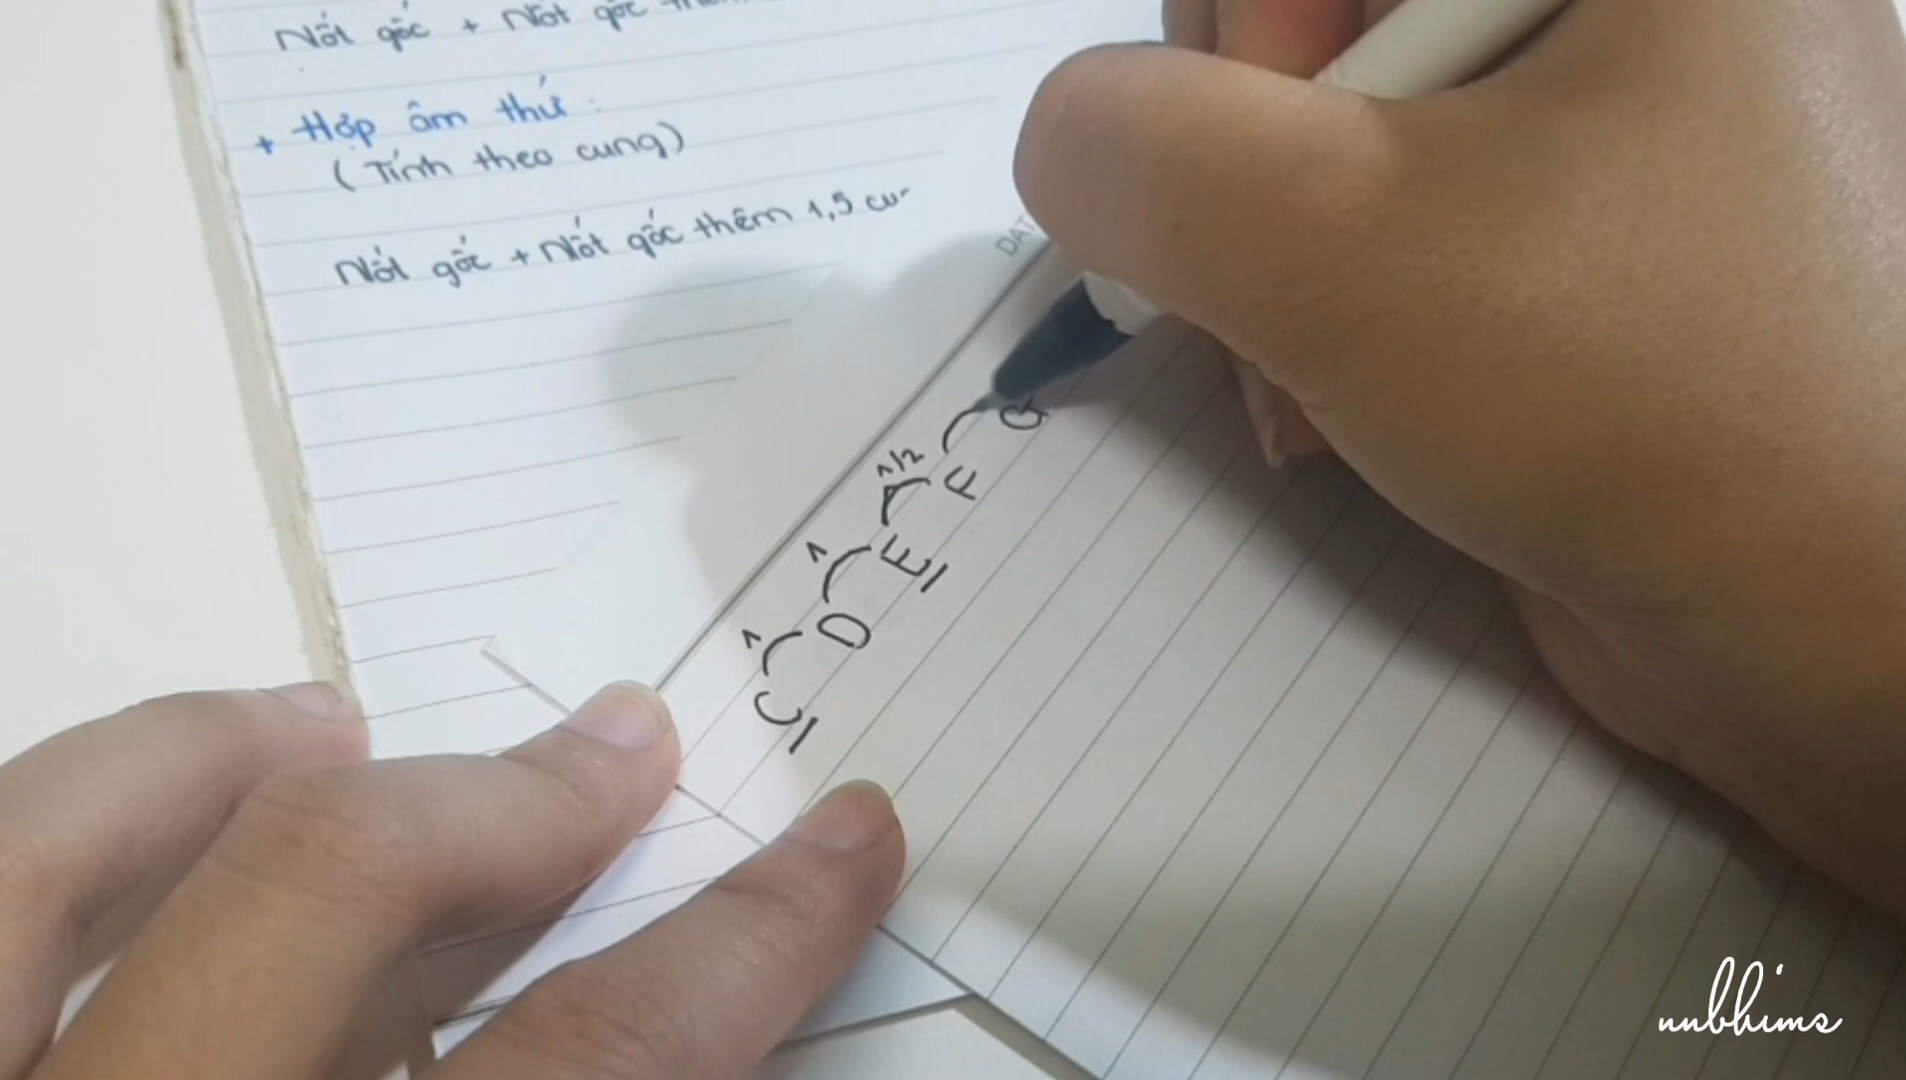 Nốt gốc + Nốt gốc
+ Hợp âm thứ :
( Tính theo cung)
Nốt gốc + Nốt gốc thêm 1,5
DAT
1 1 1/2
C D E F G
nnbhims